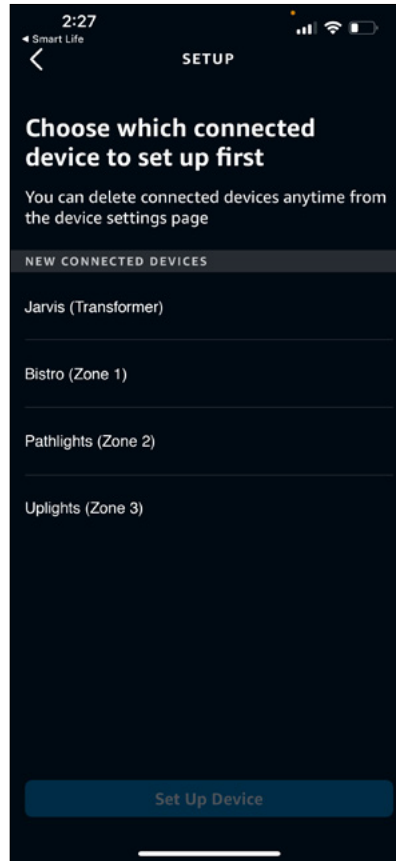 2:27
◄ Smart Life
SETUP
Choose which connected
device to set up first
You can delete connected devices anytime from
the device settings page
NEW CONNECTED DEVICES
Jarvis (Transformer)
Bistro (Zone 1)
Pathlights (Zone 2)
Uplights (Zone 3)
Set Up Device